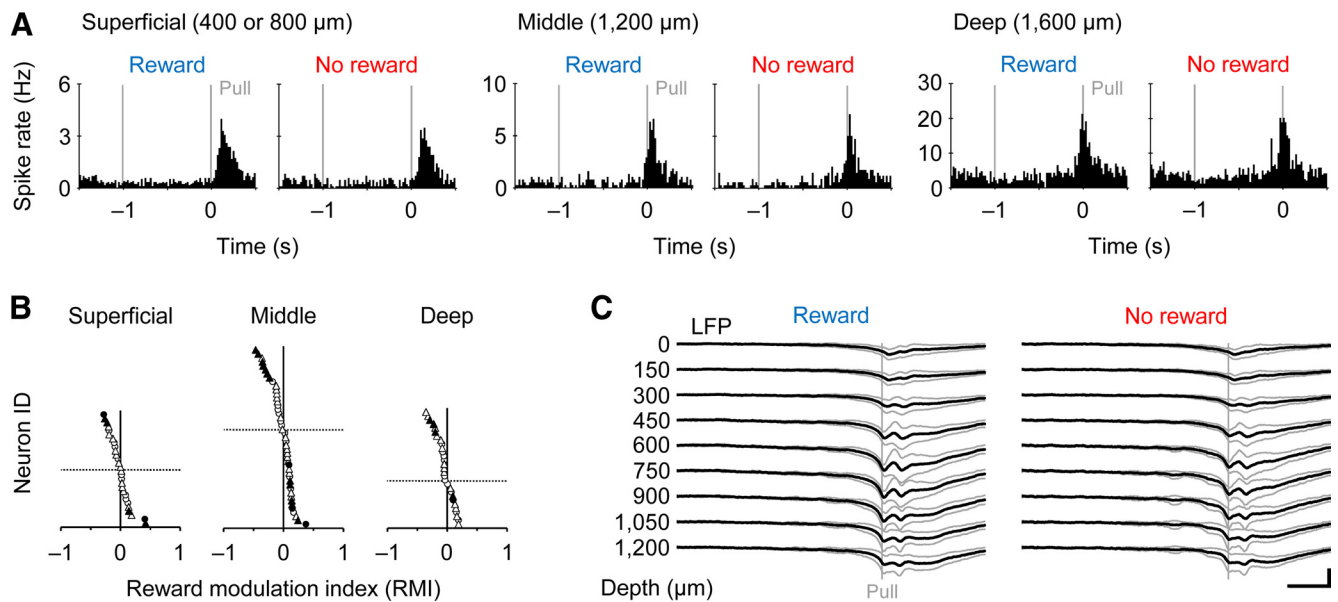 A
Superficial (400 or 800 µm)
Middle (1,200 µm)
Deep (1,600 µm)
Reward
No reward
Reward
No reward
Reward
No reward
Pull
Pull
Pull
Spike rate (Hz)
6
3
0
10
5
0
30
20
10
0
–1 0 –1 0
–1 0 –1 0
–1 0 –1 0
Time (s)
Time (s)
Time (s)
B
Superficial
Middle
Deep
Neuron ID
–1 0 1
–1 0 1
–1 0 1
Reward modulation index (RMI)
C
LFP
Reward
No reward
0
150
300
450
600
750
900
1,050
1,200
Depth (µm)
Pull